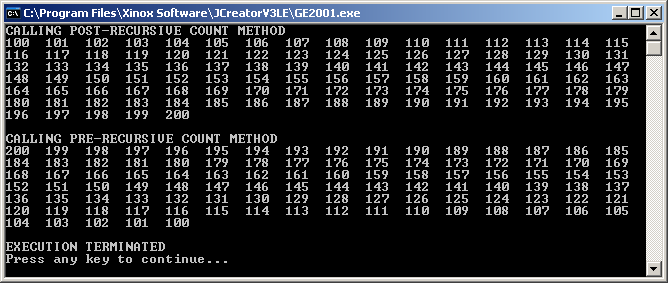 C:\Program Files\Xinox Software\JCreatorV3LE\GE2001.exe
CALLING POST-RECURSIVE COUNT METHOD
100 101 102 103 104 105 106 107 108 109 110 111 112 113 114 115
116 117 118 119 120 121 122 123 124 125 126 127 128 129 130 131
132 133 134 135 136 137 138 139 140 141 142 143 144 145 146 147
148 149 150 151 152 153 154 155 156 157 158 159 160 161 162 163
164 165 166 167 168 169 170 171 172 173 174 175 176 177 178 179
180 181 182 183 184 185 186 187 188 189 190 191 192 193 194 195
196 197 198 199 200
CALLING PRE-RECURSIVE COUNT METHOD
200 199 198 197 196 195 194 193 192 191 190 189 188 187 186 185
184 183 182 181 180 179 178 177 176 175 174 173 172 171 170 169
168 167 166 165 164 163 162 161 160 159 158 157 156 155 154 153
152 151 150 149 148 147 146 145 144 143 142 141 140 139 138 137
136 135 134 133 132 131 130 129 128 127 126 125 124 123 122 121
120 119 118 117 116 115 114 113 112 111 110 109 108 107 106 105
104 103 102 101 100
EXECUTION TERMINATED
Press any key to continue...